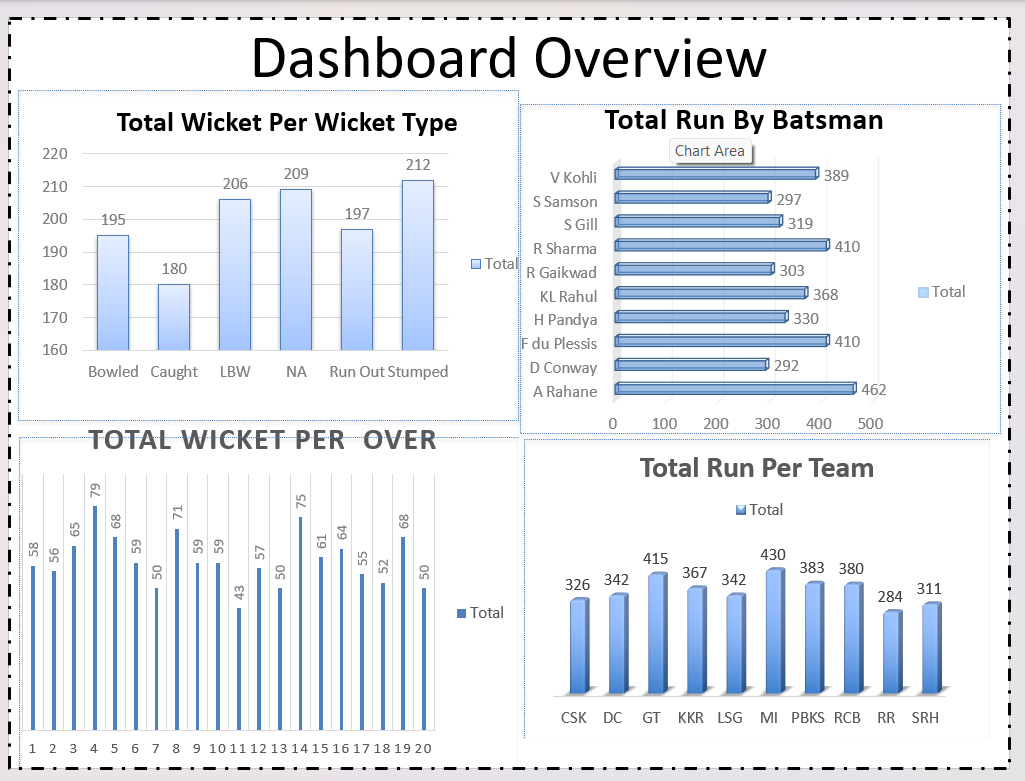 Dashboard Overview
Total Wicket Per Wicket Type
220
210
200
190
180
170
160
195
180
206
209
197
212
Bowled Caught LBW NA Run Out Stumped
Total
Total Run By Batsman
Chart Area
V Kohli 389
S Samson 297
S Gill 319
R Sharma 410
R Gaikwad 303
KL Rahul 368
H Pandya 330
F du Plessis 410
D Conway 292
A Rahane 462
0 100 200 300 400 500
Total
TOTAL WICKET PER OVER
58 56 65 79 68 59 50 71 59 59 43 57 50 75 61 64 55 52 68 50
1 2 3 4 5 6 7 8 9 10 11 12 13 14 15 16 17 18 19 20
Total
Total Run Per Team
Total
326 342 415 367 342 430 383 380 284 311
CSK DC GT KKR LSG MI PBKS RCB RR SRH